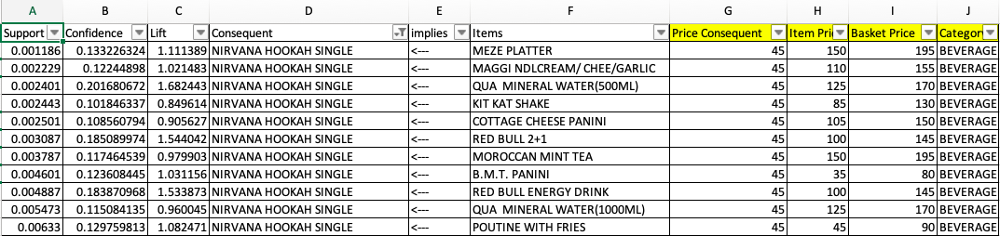 A B C D E F G H I J
Support Confidence Lift Consequent implies Items Price Consequent Item Pri Basket Price Categor
0.001186 0.133226324 1.111389 NIRVANA HOOKAH SINGLE <--- MEZE PLATTER 45 150 195 BEVERAGE
0.002229 0.12244898 1.021483 NIRVANA HOOKAH SINGLE <--- MAGGI NDLCREAM/ CHEE/GARLIC 45 110 155 BEVERAGE
0.002401 0.201680672 1.682443 NIRVANA HOOKAH SINGLE <--- QUA  MINERAL WATER(500ML) 45 125 170 BEVERAGE
0.002443 0.101846337 0.849614 NIRVANA HOOKAH SINGLE <--- KIT KAT SHAKE 45 85 130 BEVERAGE
0.002501 0.108560794 0.905627 NIRVANA HOOKAH SINGLE <--- COTTAGE CHEESE PANINI 45 105 150 BEVERAGE
0.003087 0.185089974 1.544042 NIRVANA HOOKAH SINGLE <--- RED BULL 2+1 45 100 145 BEVERAGE
0.003787 0.117464539 0.979903 NIRVANA HOOKAH SINGLE <--- MOROCCAN MINT TEA 45 150 195 BEVERAGE
0.004601 0.123608445 1.031156 NIRVANA HOOKAH SINGLE <--- B.M.T. PANINI 45 35 80 BEVERAGE
0.004887 0.183870968 1.533873 NIRVANA HOOKAH SINGLE <--- RED BULL ENERGY DRINK 45 100 145 BEVERAGE
0.005473 0.115084135 0.960045 NIRVANA HOOKAH SINGLE <--- QUA  MINERAL WATER(1000ML) 45 125 170 BEVERAGE
0.00633 0.129759813 1.082471 NIRVANA HOOKAH SINGLE <--- POUTINE WITH FRIES 45 45 90 BEVERAGE